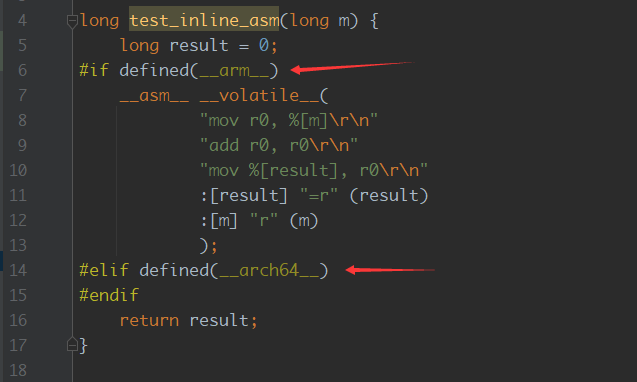 4 long test_inline_asm(long m) {
5 long result = 0;
6 #if defined(__arm__)
7 __asm__ __volatile__(
8 "mov r0, %[m]\r\n"
9 "add r0, r0\r\n"
10 "mov %[result], r0\r\n"
11 :[result] "=r" (result)
12 :[m] "r" (m)
13 );
14 #elif defined(__arch64__)
15 #endif
16 return result;
17 }
18